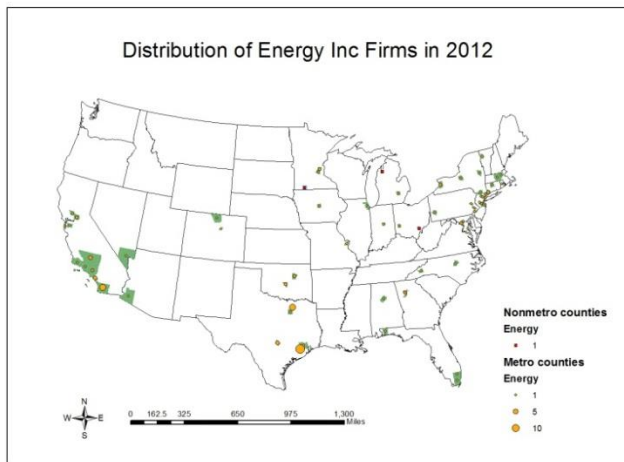 Distribution of Energy Inc Firms in 2012
Nonmetro counties
Energy
1
Metro counties
Energy
1
5
10
N
W E
S
0 162.5 325 650 975 1,300
Miles